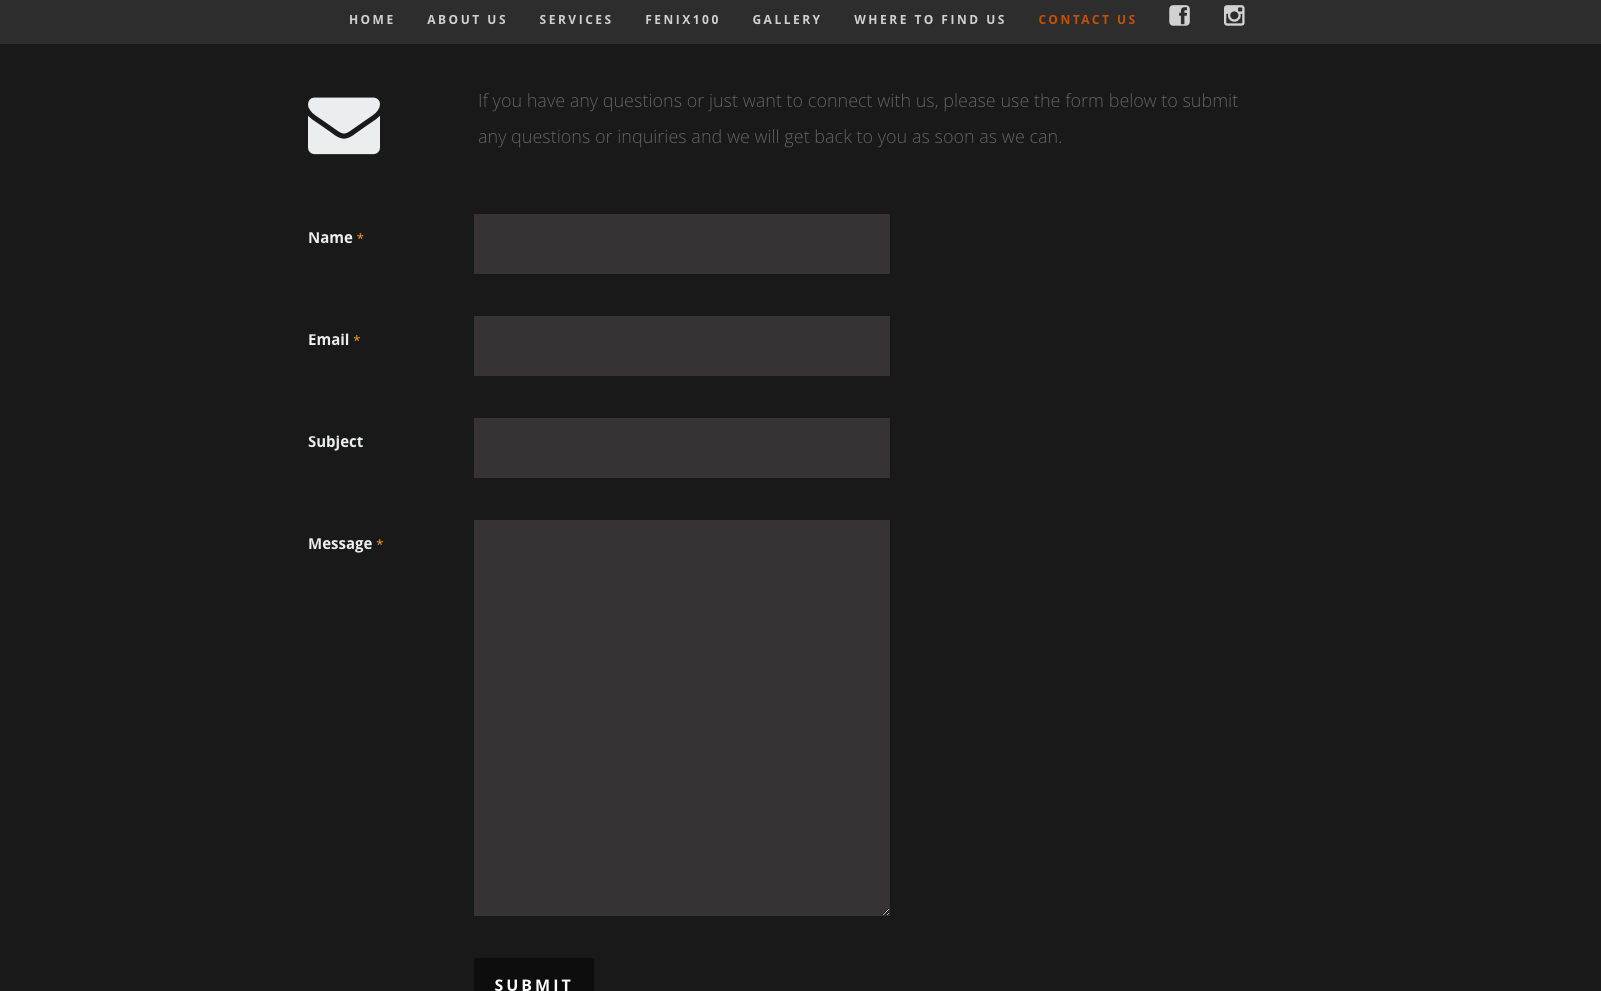 HOME ABOUT US SERVICES FENIX100 GALLERY WHERE TO FIND US CONTACT US
If you have any questions or just want to connect with us, please use the form below to submit
any questions or inquiries and we will get back to you as soon as we can.
Name *
Email *
Subject
Message *
SUBMIT